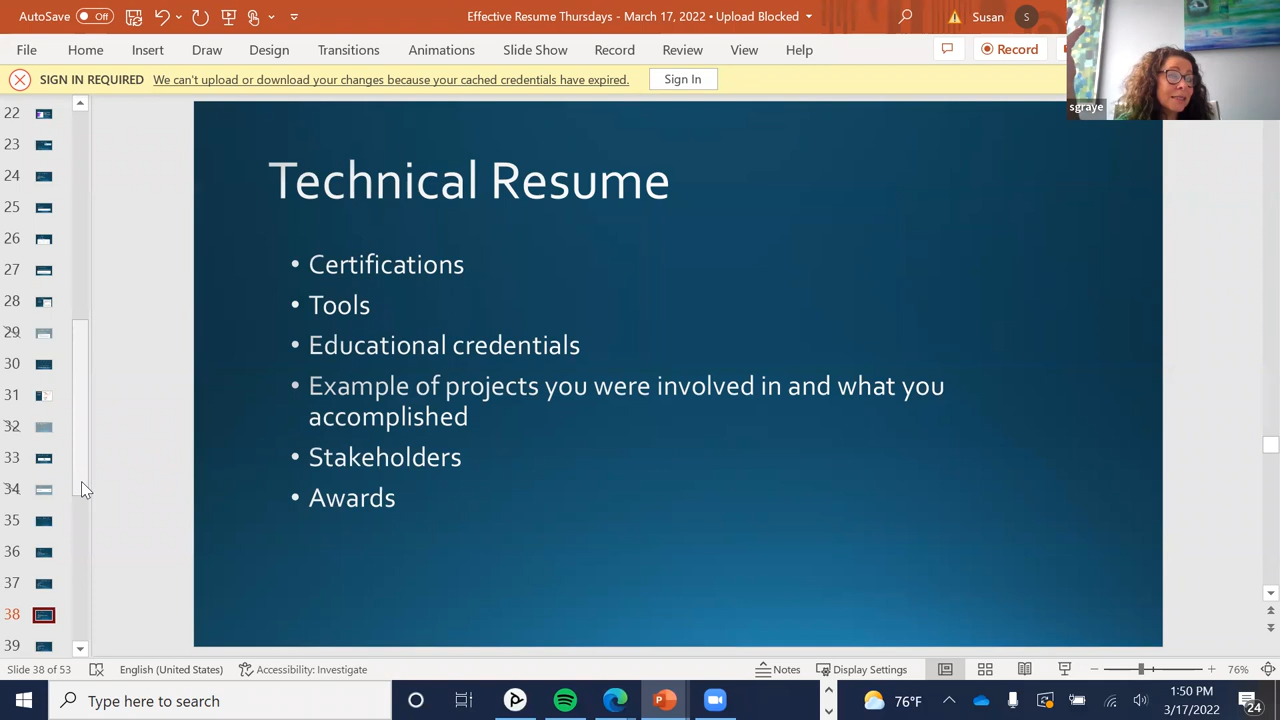 AutoSave Off
Effective Resume Thursdays - March 17, 2022 • Upload Blocked
Susan
S
File Home Insert Draw Design Transitions Animations Slide Show Record Review View Help
Record
SIGN IN REQUIRED We can't upload or download your changes because your cached credentials have expired. Sign In
sgraye
22
23
24
25
26
27
28
29
30
31
32
33
34
35
36
37
38
39
Technical Resume
• Certifications
• Tools
• Educational credentials
• Example of projects you were involved in and what you
accomplished
• Stakeholders
• Awards
Slide 38 of 53 English (United States) Accessibility: Investigate Notes Display Settings 76%
Type here to search
76°F
1:50 PM
3/17/2022
24